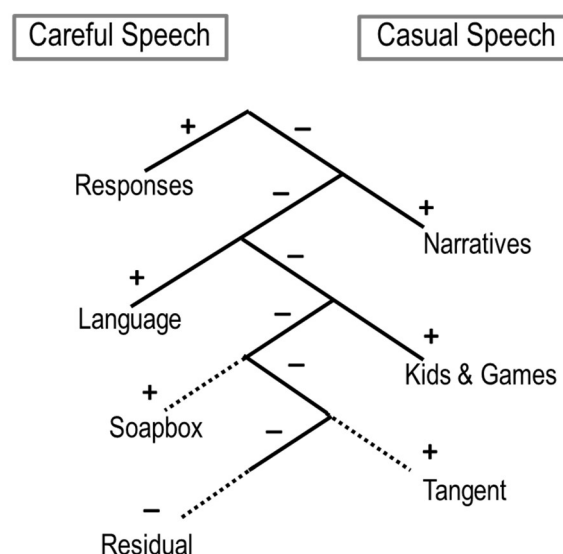 Careful Speech
Casual Speech
+
–
Responses
–
+
Narratives
+
–
Language
–
+
Kids & Games
–
+
Soapbox
–
+
Tangent
–
Residual